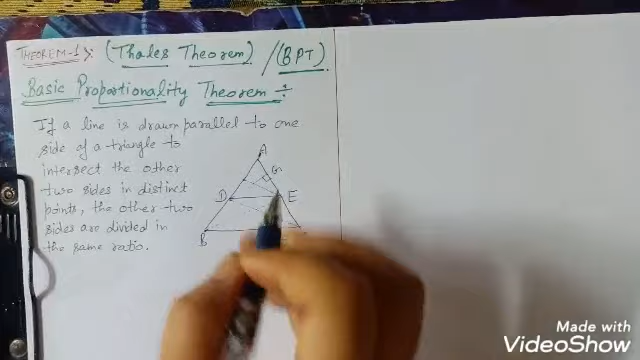 THEOREM-1 :- (Thales Theorem) / (BPT)
Basic Proportionality Theorem ÷
If a line is drawn parallel to one
side of a triangle to
intersect the other
two sides in distinct
points, the other two
sides are divided in
the same ratio.
A
D
E
B
Made with
VideoShow